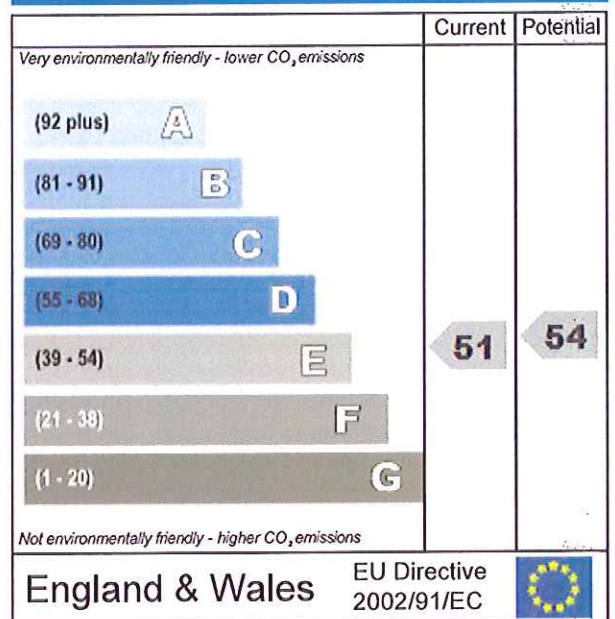 Current Potential
Very environmentally friendly - lower CO₂ emissions
(92 plus) A
(81 - 91) B
(69 - 80) C
(55 - 68) D
(39 - 54) E
51
54
(21 - 38) F
(1 - 20) G
Not environmentally friendly - higher CO₂ emissions
England & Wales
EU Directive
2002/91/EC